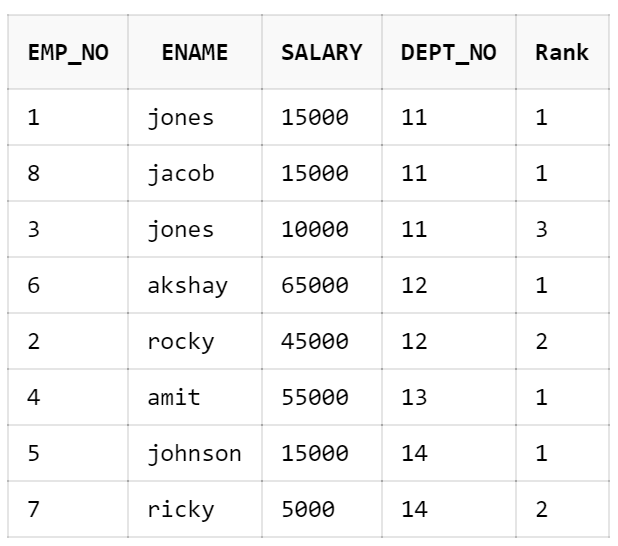 EMP_NO ENAME SALARY DEPT_NO Rank
1 jones 15000 11 1
8 jacob 15000 11 1
3 jones 10000 11 3
6 akshay 65000 12 1
2 rocky 45000 12 2
4 amit 55000 13 1
5 johnson 15000 14 1
7 ricky 5000 14 2